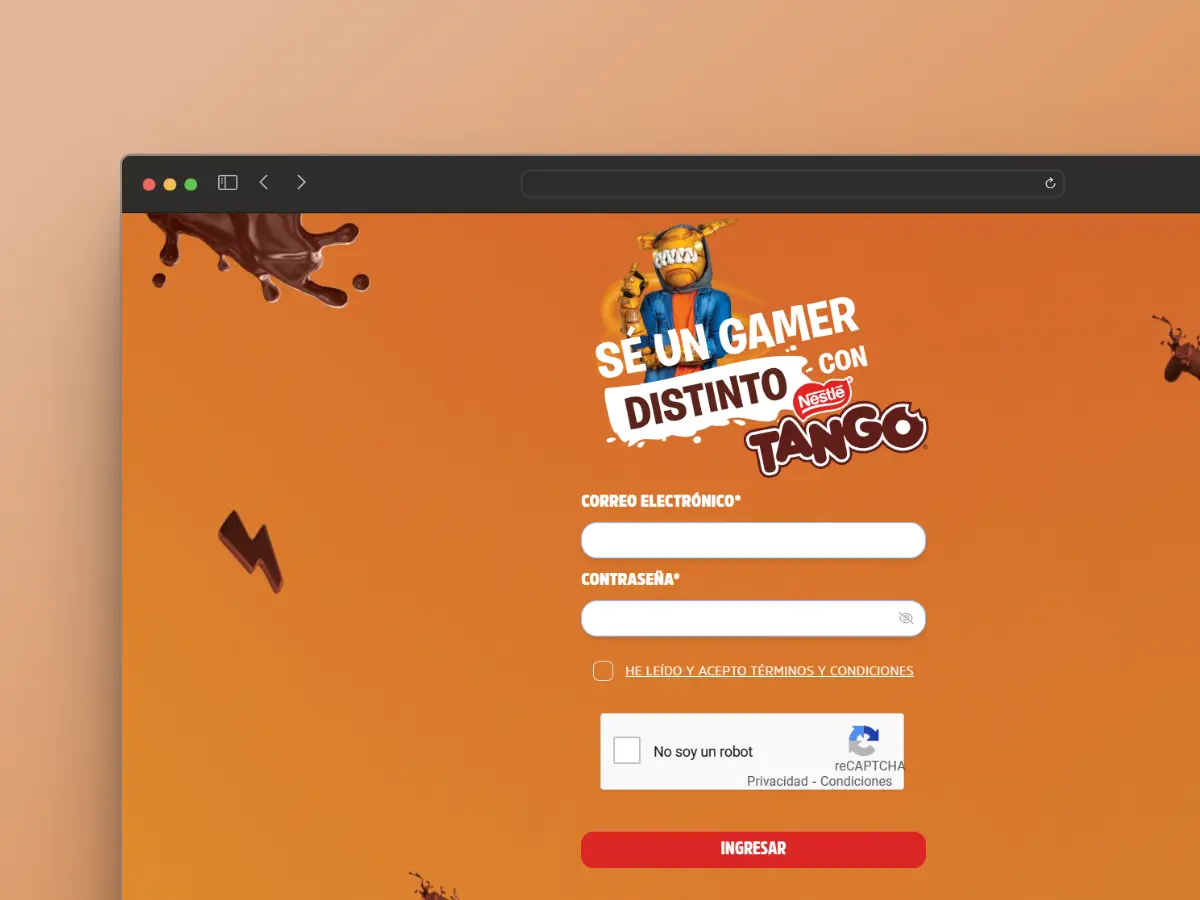 SÉ UN GAMER
DISTINTO CON
Nestlé
TANGO
CORREO ELECTRÓNICO*
CONTRASEÑA*
HE LEÍDO Y ACEPTO TÉRMINOS Y CONDICIONES
No soy un robot
reCAPTCHA
Privacidad - Condiciones
INGRESAR